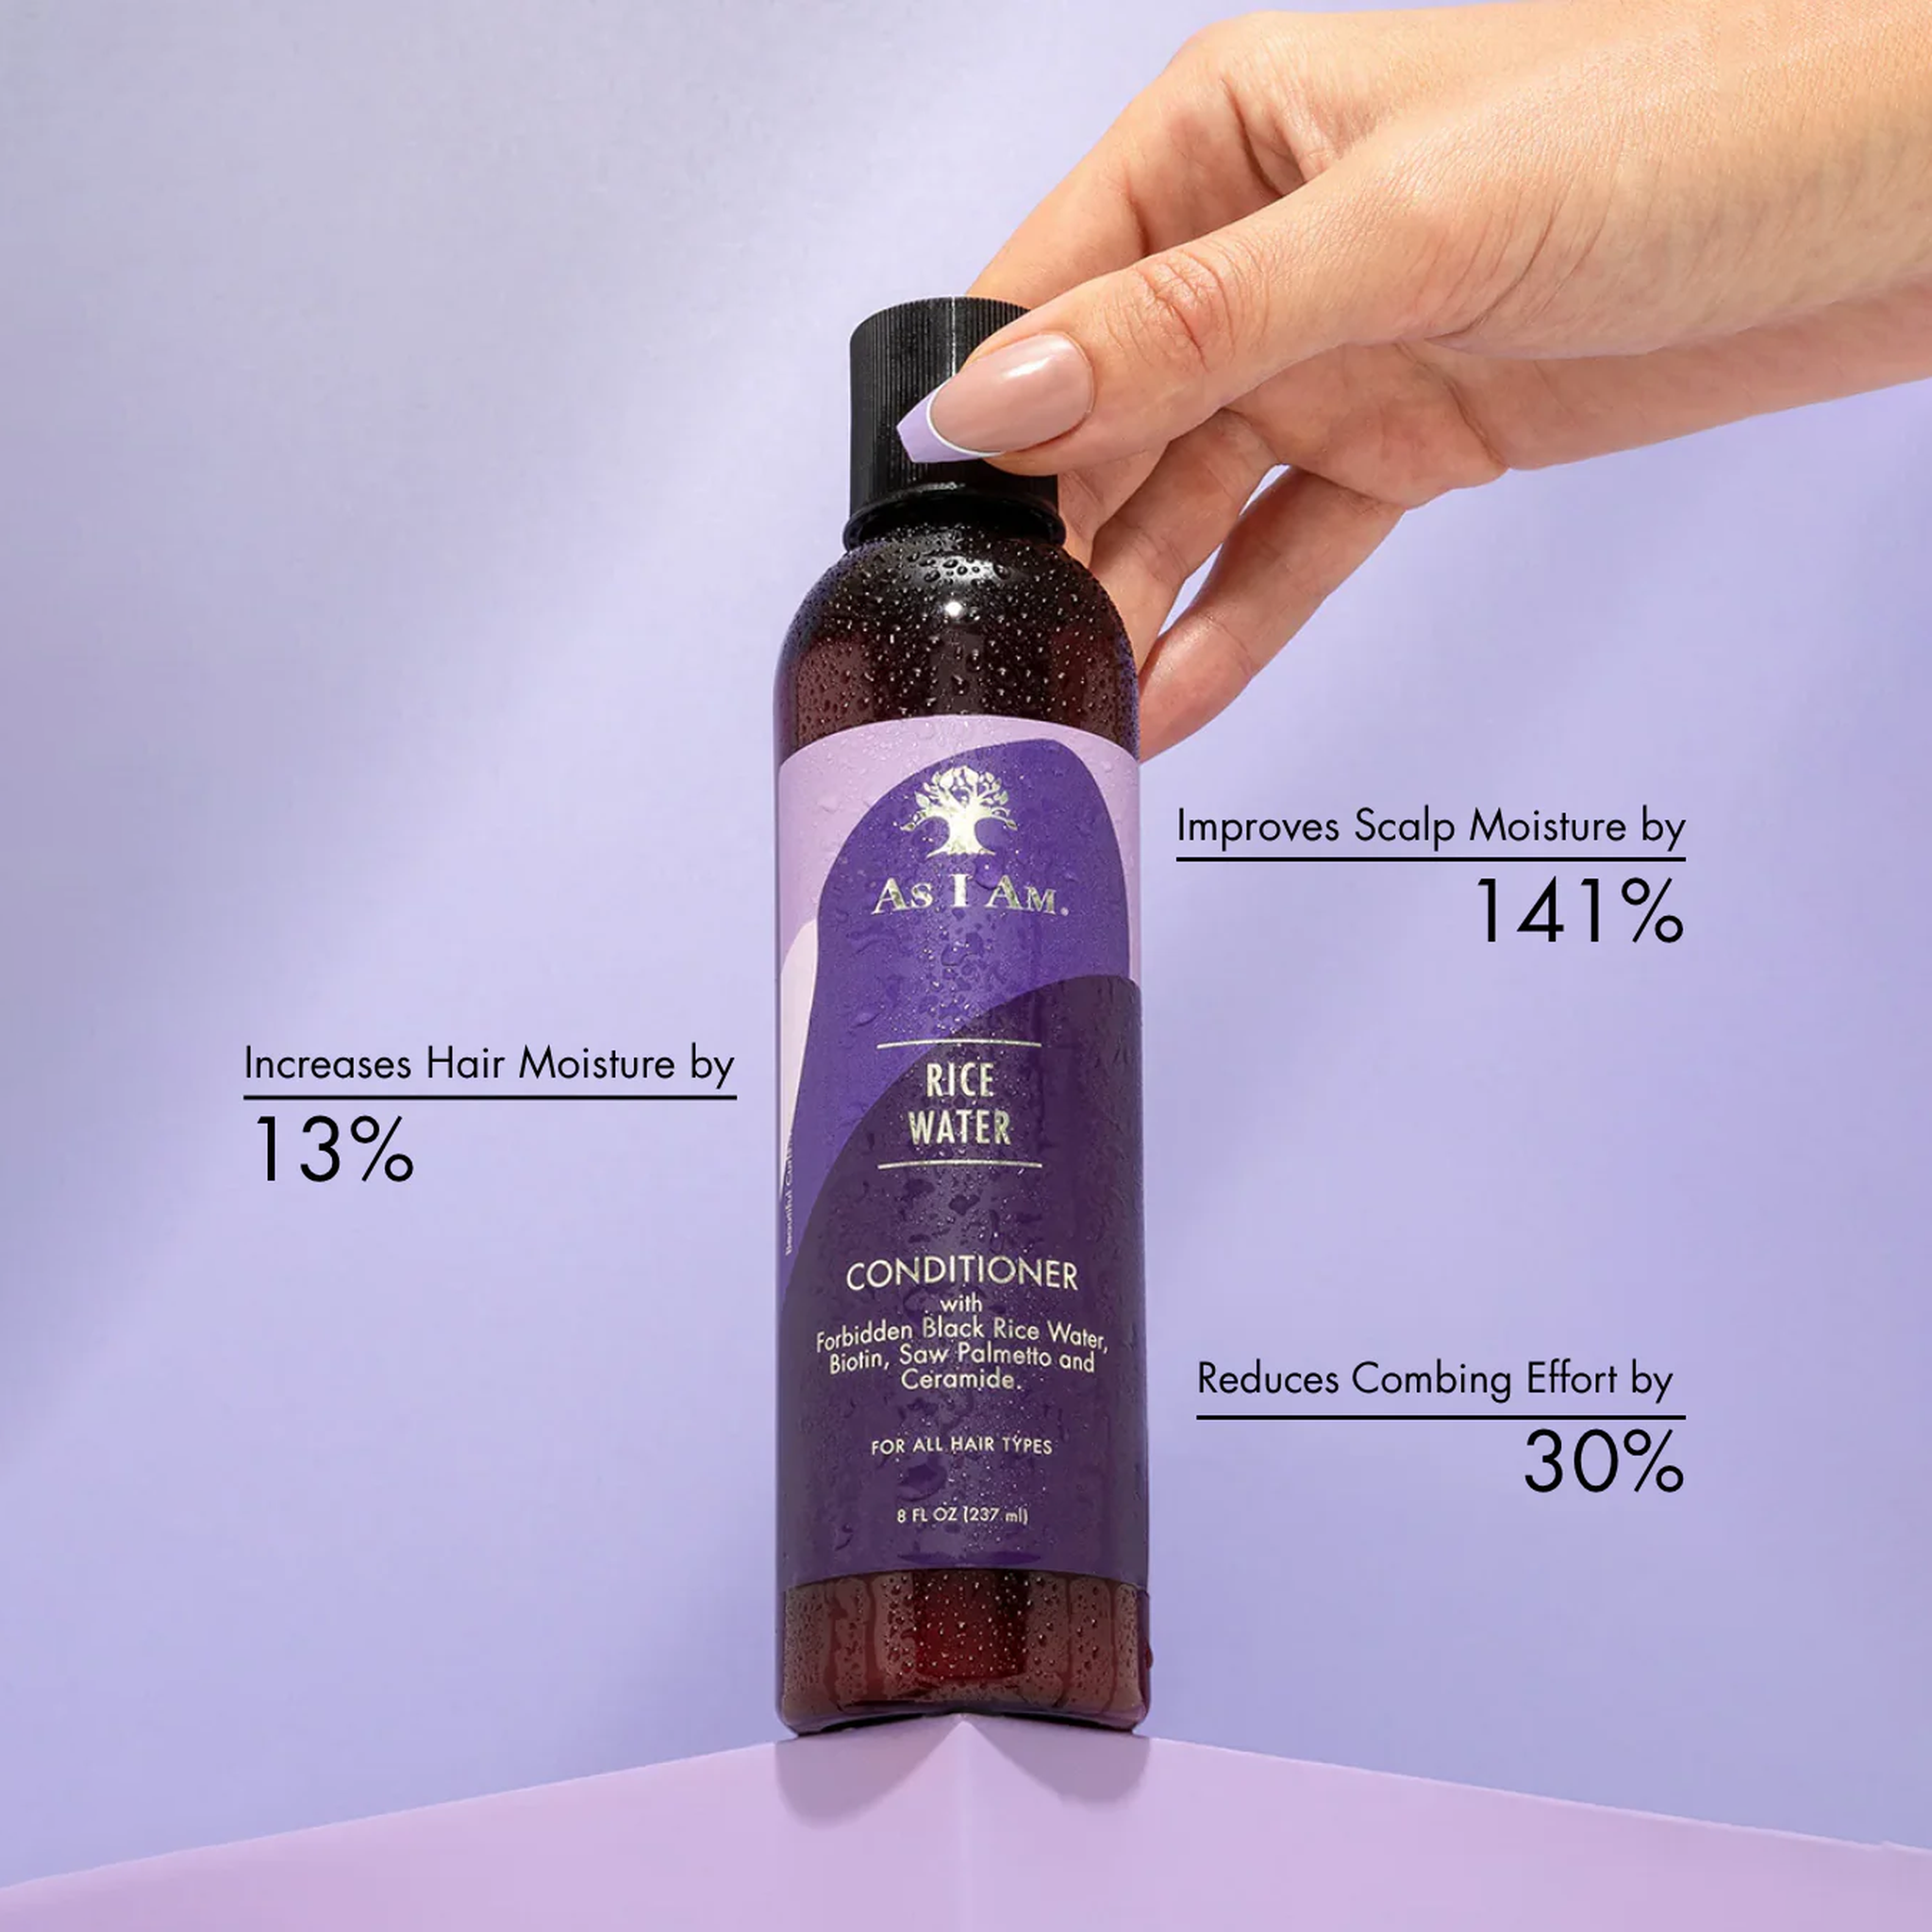 As I Am®
RICE
WATER
CONDITIONER
with
Forbidden Black Rice Water,
Biotin, Saw Palmetto and
Ceramide.
FOR ALL HAIR TYPES
8 FL OZ (237 ml)
Beautiful
Increases Hair Moisture by
13%
Improves Scalp Moisture by
141%
Reduces Combing Effort by
30%